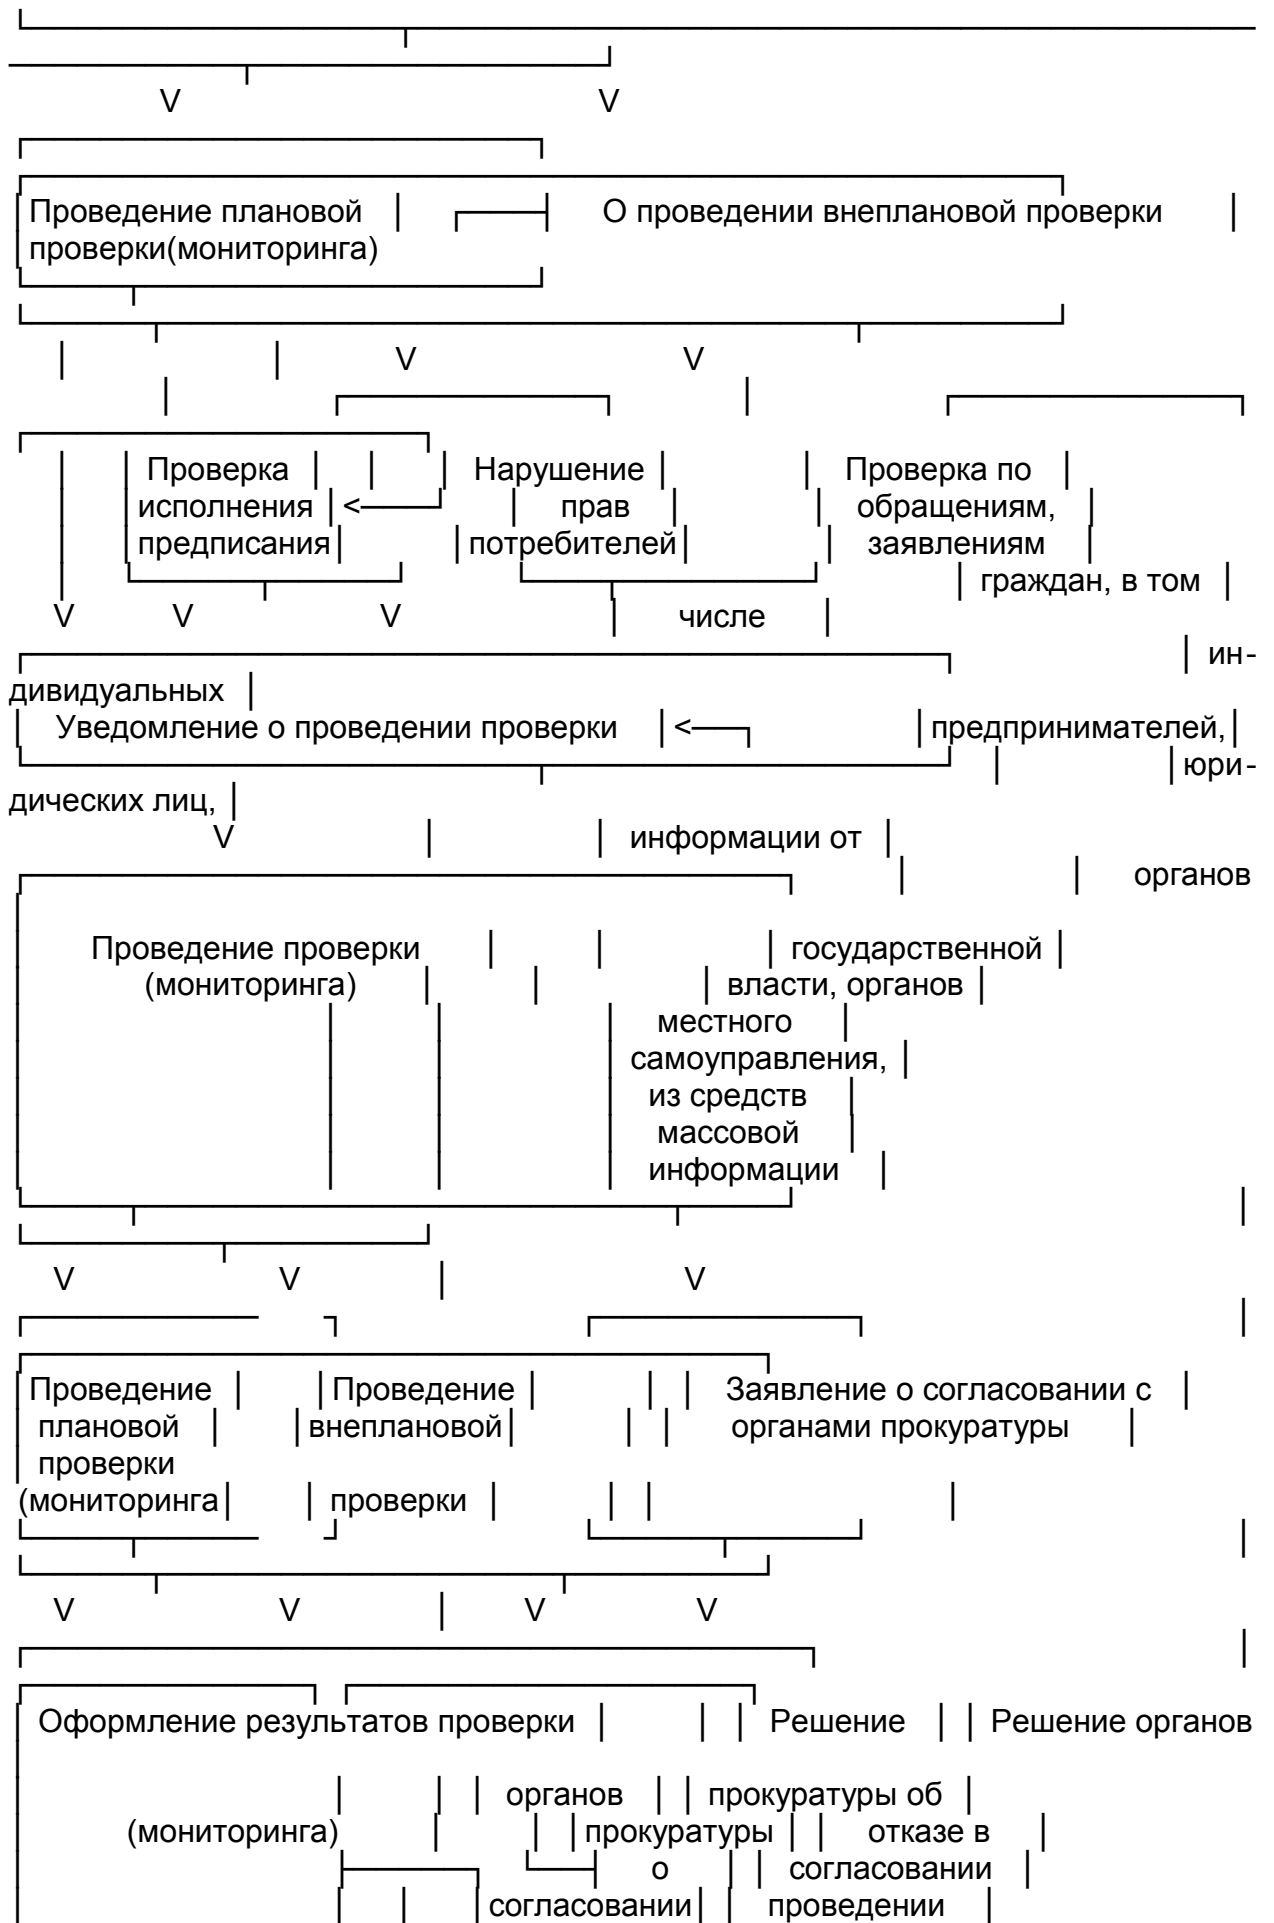 V V
Проведение плановой О проведении внеплановой проверки
проверки(мониторинга)
V V
Проверка Нарушение Проверка по
исполнения <── прав обращениям,
предписания потребителей заявлениям
граждан, в том
V V V числе
ин-
дивидуальных
Уведомление о проведении проверки <── предпринимателей,
юри-
дических лиц,
V информации от
органов
Проведение проверки государственной
(мониторинга) власти, органов
местного
самоуправления,
из средств
массовой
информации
V V V
Проведение Проведение Заявление о согласовании с
плановой внеплановой органами прокуратуры
проверки
(мониторинга проверки
V V V V
Оформление результатов проверки Решение Решение органов
органов прокуратуры об
(мониторинга) прокуратуры отказе в
о согласовании
согласовании проведении